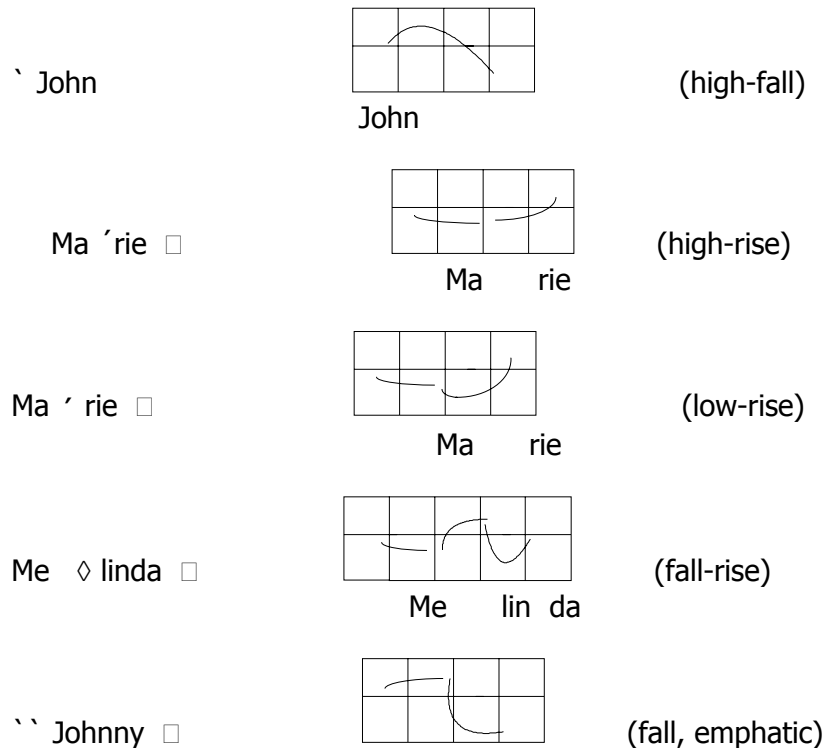 ` John (high-fall)
John
Ma ´rie □ (high-rise)
Ma rie
Ma ˊ rie □ (low-rise)
Ma rie
Me ◊ linda □ (fall-rise)
Me lin da
`` Johnny □ (fall, emphatic)